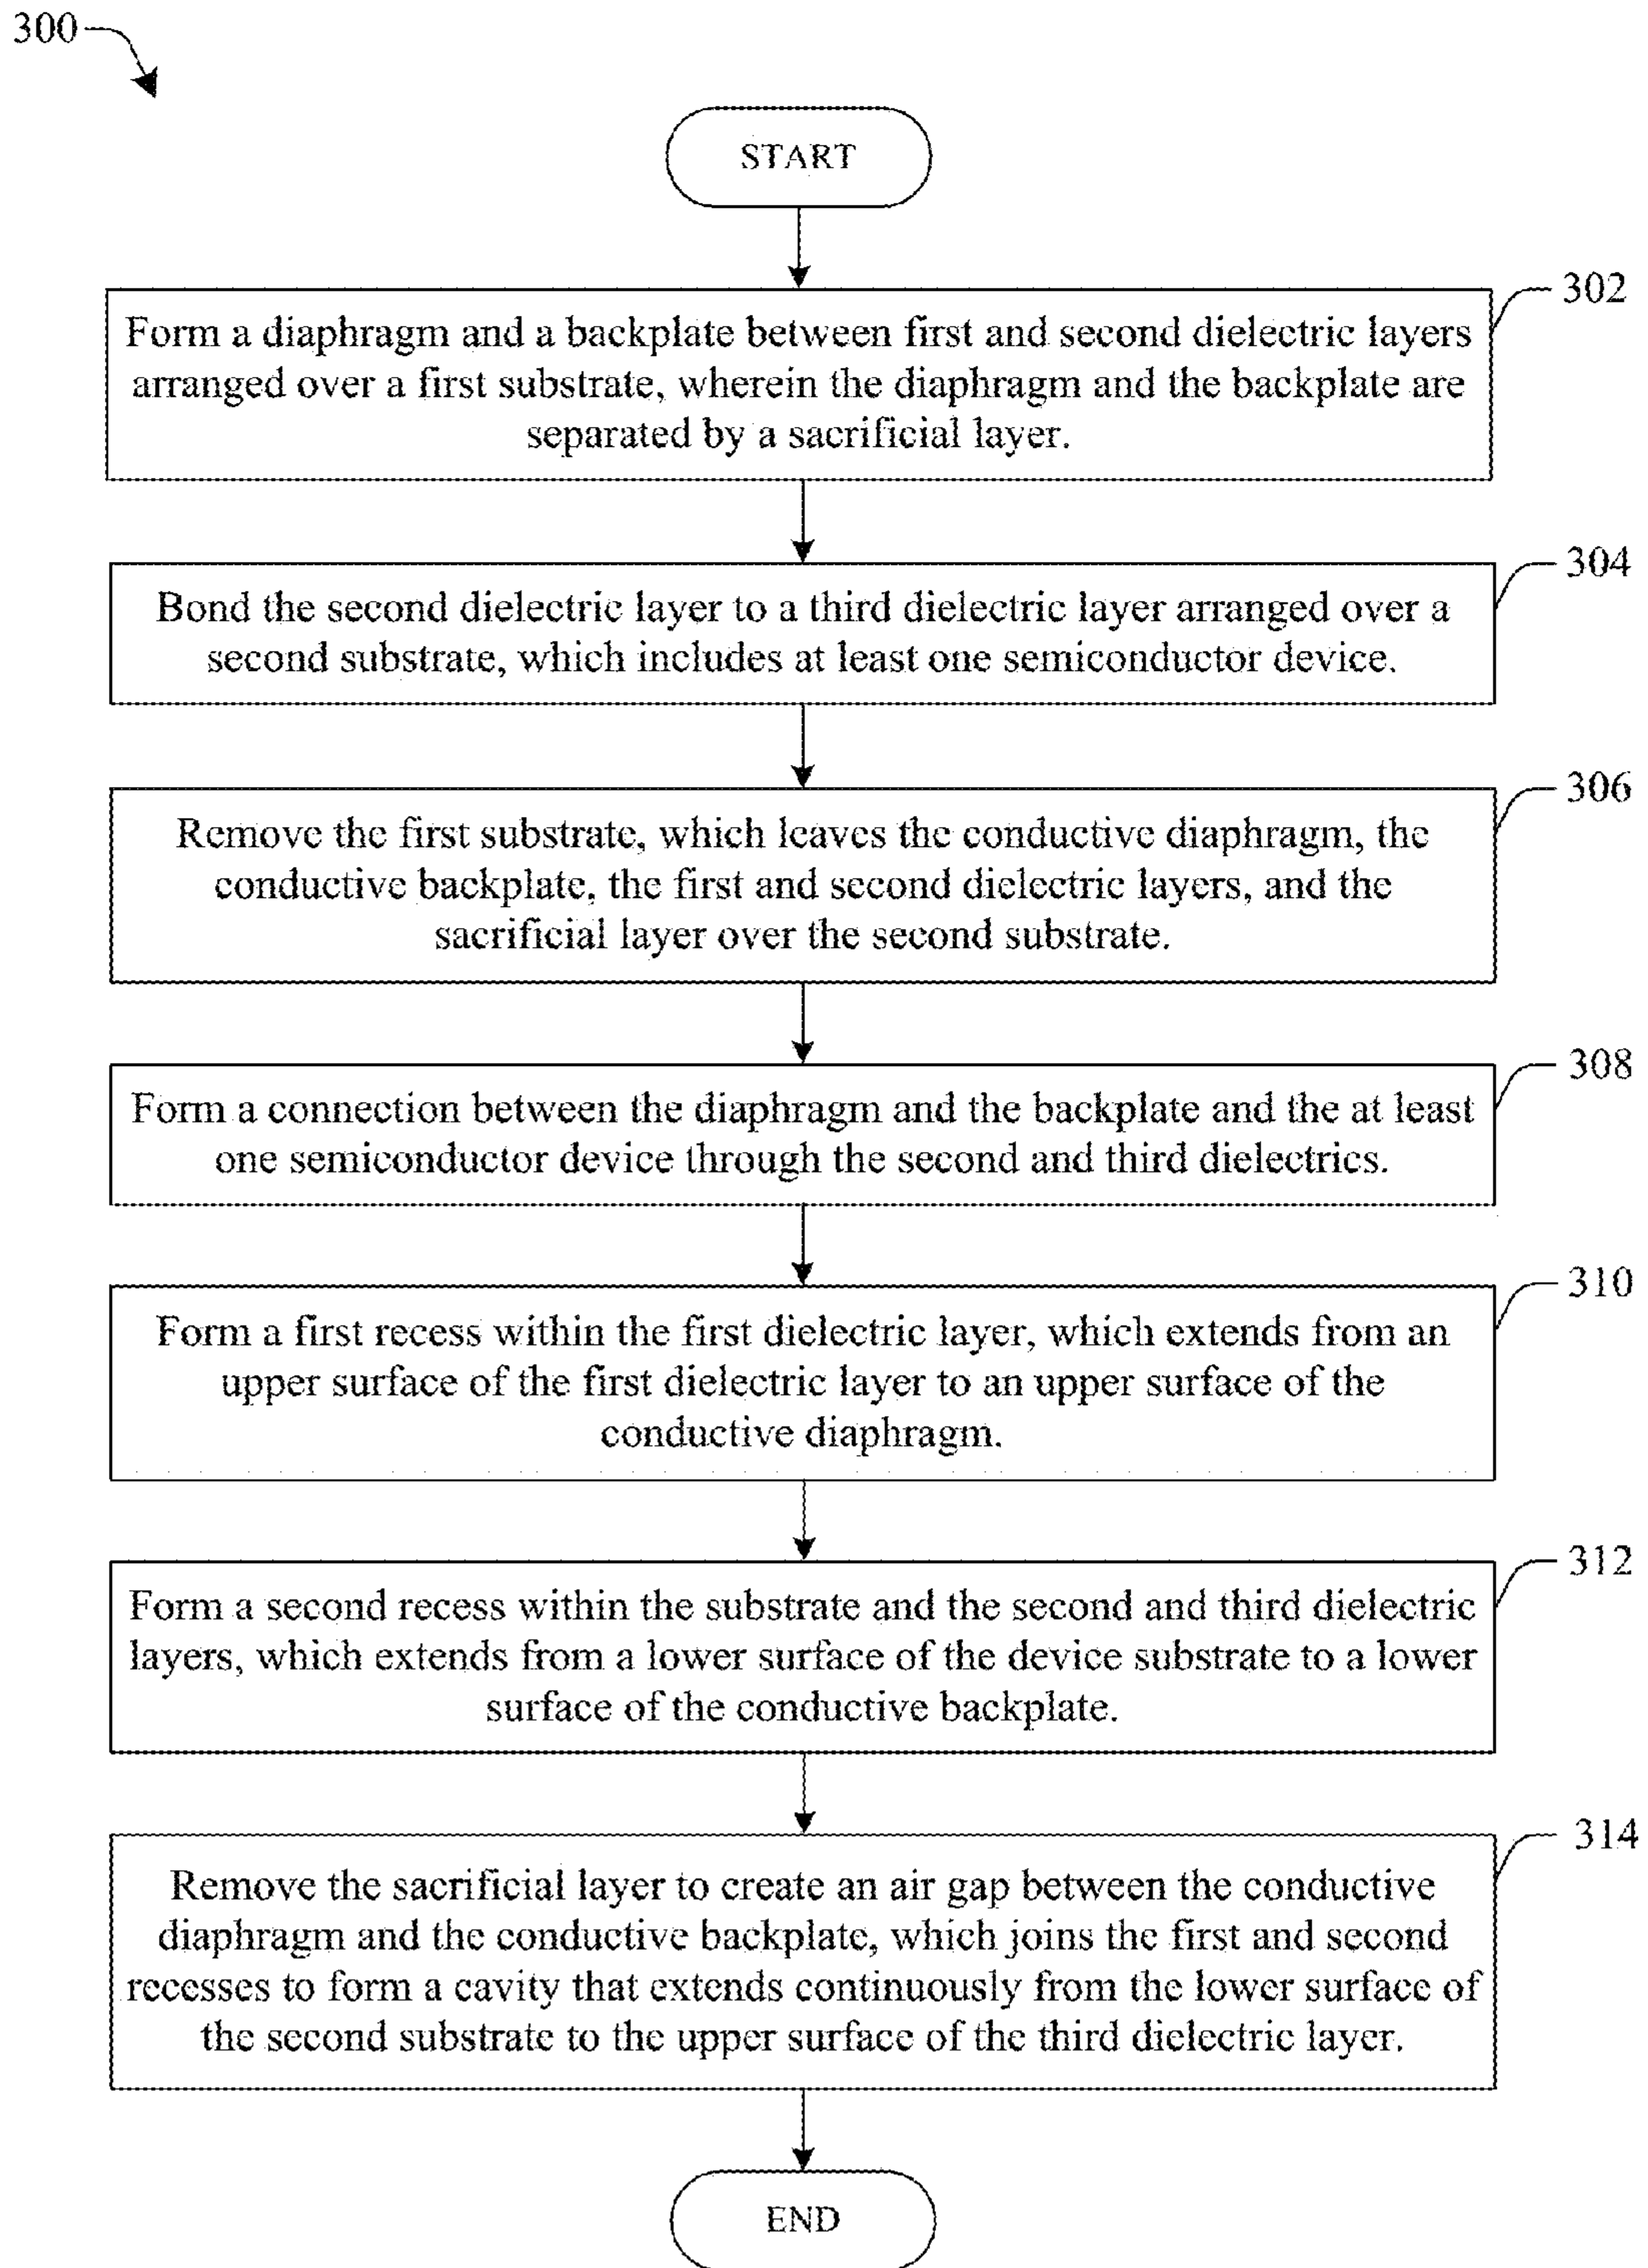 300
START
302
Form a diaphragm and a backplate between first and second dielectric layers
arranged over a first substrate, wherein the diaphragm and the backplate are
separated by a sacrificial layer.
304
Bond the second dielectric layer to a third dielectric layer arranged over a
second substrate, which includes at least one semiconductor device.
306
Remove the first substrate, which leaves the conductive diaphragm, the
conductive backplate, the first and second dielectric layers, and the
sacrificial layer over the second substrate.
308
Form a connection between the diaphragm and the backplate and the at least
one semiconductor device through the second and third dielectrics.
310
Form a first recess within the first dielectric layer, which extends from an
upper surface of the first dielectric layer to an upper surface of the
conductive diaphragm.
312
Form a second recess within the substrate and the second and third dielectric
layers, which extends from a lower surface of the device substrate to a lower
surface of the conductive backplate.
314
Remove the sacrificial layer to create an air gap between the conductive
diaphragm and the conductive backplate, which joins the first and second
recesses to form a cavity that extends continuously from the lower surface of
the second substrate to the upper surface of the third dielectric layer.
END